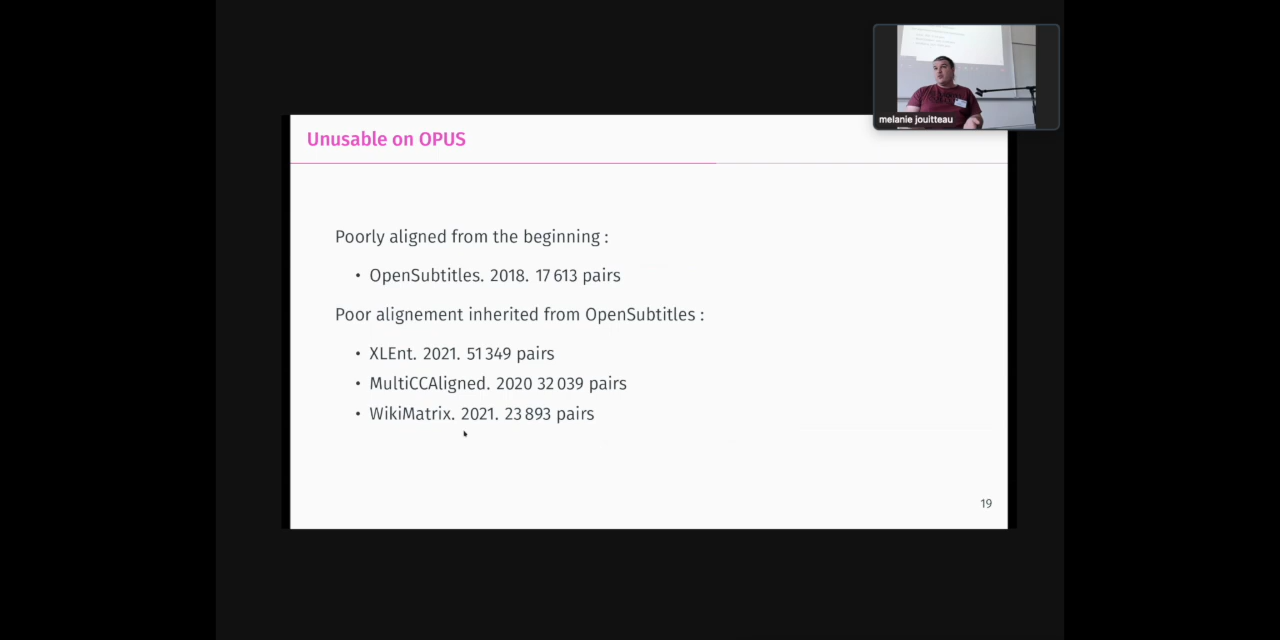 melanie jouitteau
Unusable on OPUS
Poorly aligned from the beginning :
• OpenSubtitles. 2018. 17 613 pairs
Poor alignement inherited from OpenSubtitles :
• XLEnt. 2021. 51 349 pairs
• MultiCCAligned. 2020 32 039 pairs
• WikiMatrix. 2021. 23 893 pairs
19